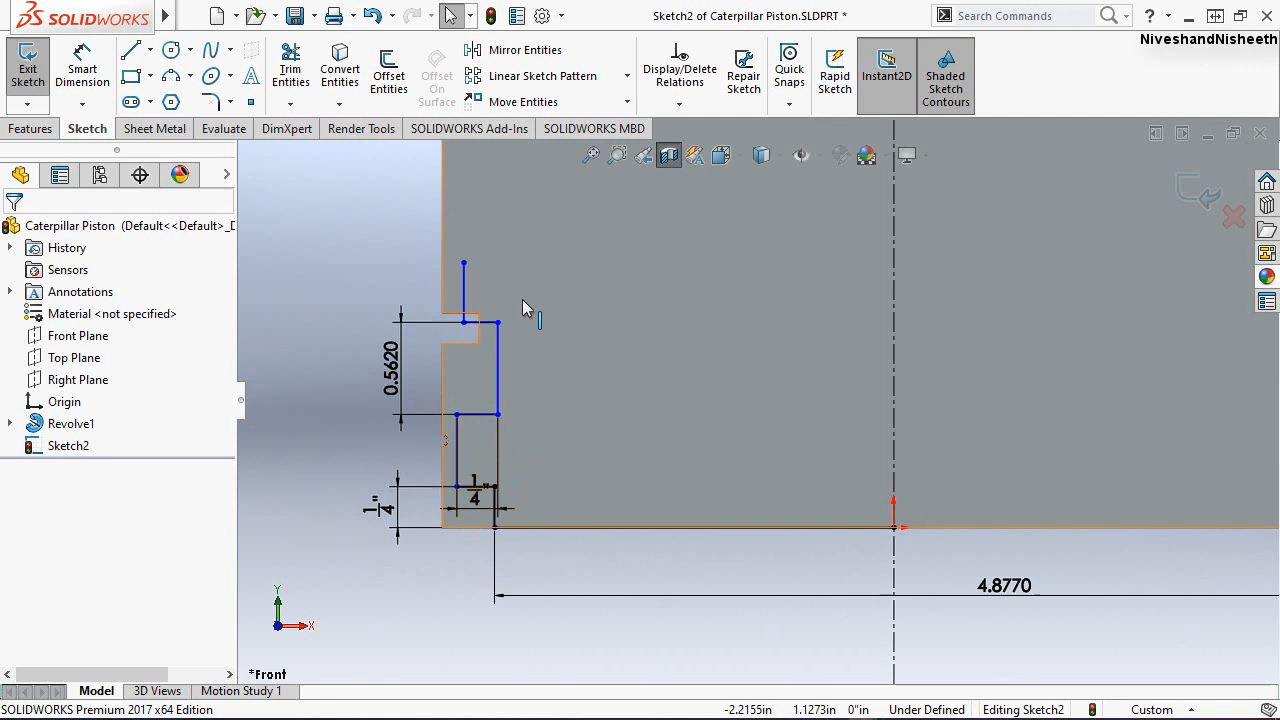 SOLIDWORKS
Sketch2 of Caterpillar Piston.SLDPRT *
Search Commands
NiveshandNisheeth
Exit Sketch
Smart Dimension
Trim Entities
Convert Entities
Offset Entities
Offset On Surface
Mirror Entities
Linear Sketch Pattern
Move Entities
Display/Delete Relations
Repair Sketch
Quick Snaps
Rapid Sketch
Instant2D
Shaded Sketch Contours
Features
Sketch
Sheet Metal
Evaluate
DimXpert
Render Tools
SOLIDWORKS Add-Ins
SOLIDWORKS MBD
Caterpillar Piston (Default<<Default>_D
History
Sensors
Annotations
Material <not specified>
Front Plane
Top Plane
Right Plane
Origin
Revolve1
Sketch2
0.5620
1/4"
1/4"
4.8770
Y
X
*Front
Model
3D Views
Motion Study 1
SOLIDWORKS Premium 2017 x64 Edition
-2.2155in
1.1273in
0"in
Under Defined
Editing Sketch2
Custom